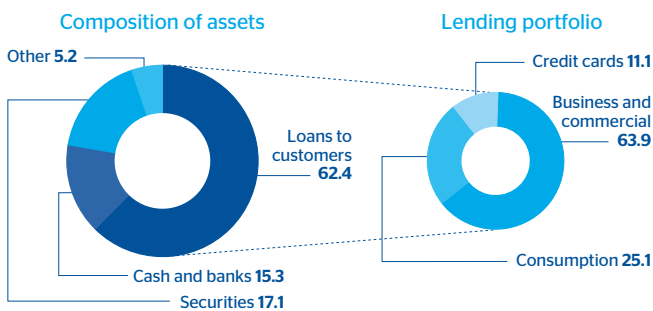 Composition of assets
Other 5.2
Loans to
customers
62.4
Cash and banks 15.3
Securities 17.1
Lending portfolio
Credit cards 11.1
Business and
commercial
63.9
Consumption 25.1